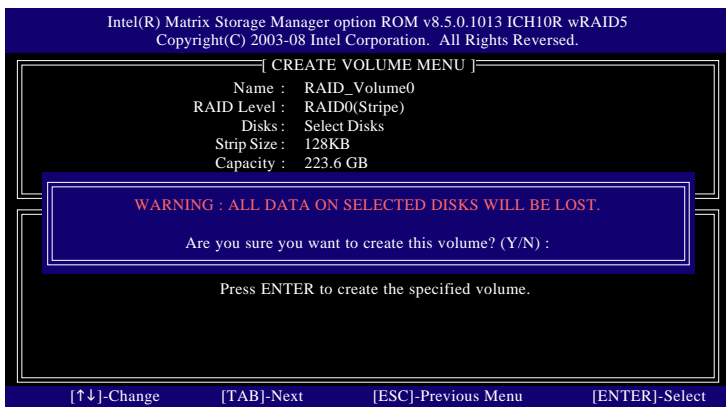 Intel(R) Matrix Storage Manager option ROM v8.5.0.1013 ICH10R wRAID5
Copyright(C) 2003-08 Intel Corporation. All Rights Reversed.
[ CREATE VOLUME MENU ]
Name : RAID_Volume0
RAID Level : RAID0(Stripe)
Disks : Select Disks
Strip Size : 128KB
Capacity : 223.6 GB
WARNING : ALL DATA ON SELECTED DISKS WILL BE LOST.
Are you sure you want to create this volume? (Y/N) :
Press ENTER to create the specified volume.
[↑↓]-Change [TAB]-Next [ESC]-Previous Menu [ENTER]-Select